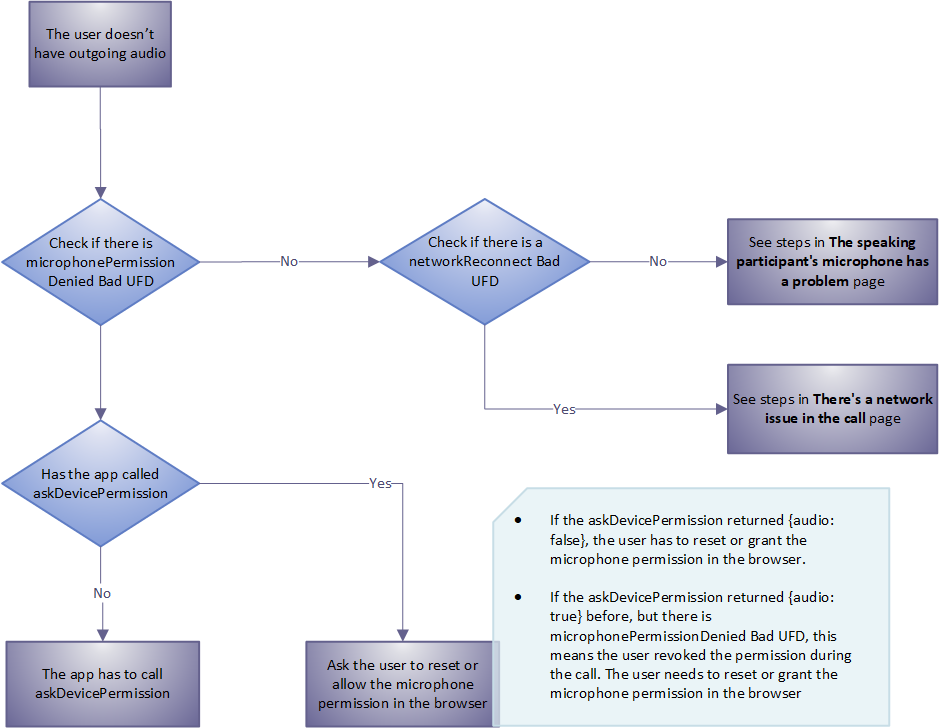 The user doesn’t
have outgoing audio
Check if there is
microphonePermission
Denied Bad UFD
No
Check if there is a
networkReconnect Bad
UFD
No
See steps in The speaking
participant's microphone has
a problem page
Yes
See steps in There's a network
issue in the call page
Has the app called
askDevicePermission
Yes
No
The app has to call
askDevicePermission
Ask the user to reset or
allow the microphone
permission in the browser
• If the askDevicePermission returned {audio:
false}, the user has to reset or grant the
microphone permission in the browser.
• If the askDevicePermission returned {audio:
true} before, but there is
microphonePermissionDenied Bad UFD, this
means the user revoked the permission during
the call. The user needs to reset or grant the
microphone permission in the browser